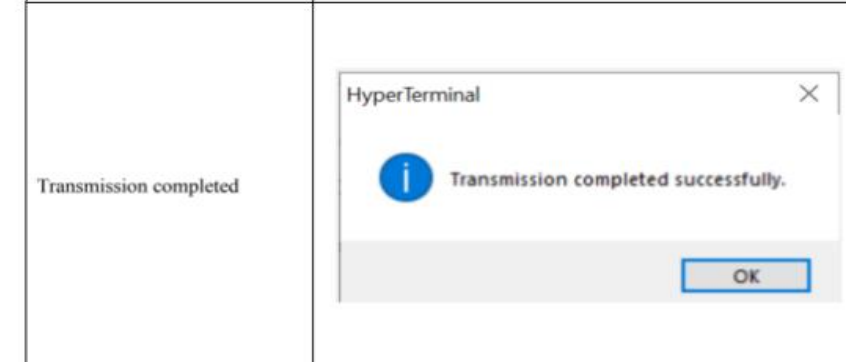 Transmission completed
HyperTerminal
Transmission completed successfully.
OK